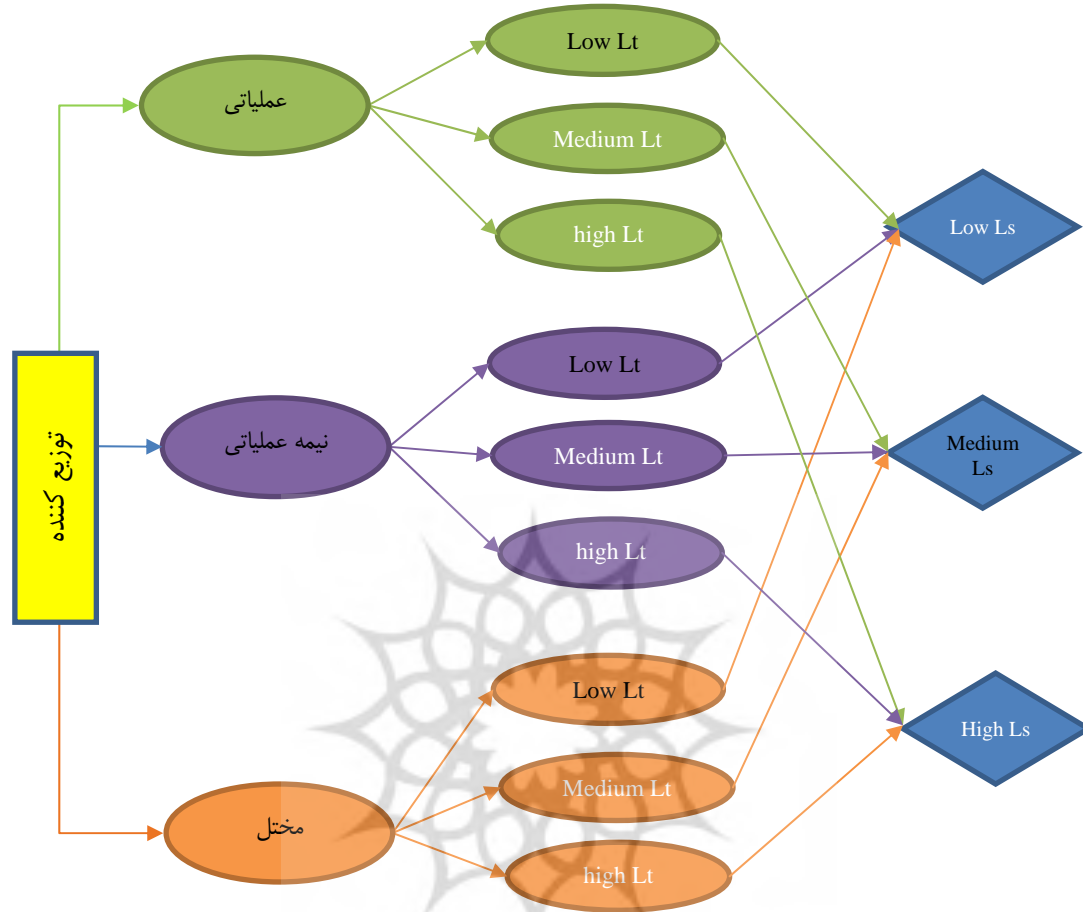 توزیع کننده
عملیاتی
Low Lt
Medium Lt
high Lt
نیمه عملیاتی
Low Lt
Medium Lt
high Lt
مختل
Low Lt
Medium Lt
high Lt
Low Ls
Medium
Ls
High Ls